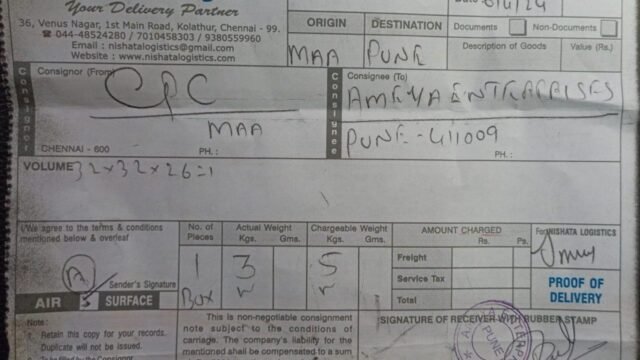 Your Delivery Partner
36, Venus Nagar, 1st Main Road, Kolathur, Chennai - 99.
☎ 044-48524280 / 7010458303 / 9380559960
Email : nishatalogistics@gmail.com
Website : www.nishatalogistics.com
ORIGIN DESTINATION
Documents Non-Documents
MAA PUNE
Description of Goods Value (Rs.)
Consignor
Consignor (From)
CPC
MAA
CHENNAI - 600 PH. :
Consignee
Consignee (To)
AMEYA ENTRAPRISES
PUNE - 411009
PH. :
VOLUME 32×32×26=1
I/We agree to the terms & conditions
mentioned below & overleaf
Sender's Signature
AIR SURFACE
No. of Pieces
1
Box
Actual Weight
Kgs. Gms.
3
Chargeable Weight
Kgs. Gms.
5
AMOUNT CHARGED
Rs. Ps.
Freight
Service Tax
Total
For NISHATA LOGISTICS
PROOF OF
DELIVERY
Note :
Retain this copy for your records.
Duplicate will not be issued.
This is non-negotiable consignment
note subject to the conditions of
carriage. The company's liability for
the mentioned shall be compensated to a sum
SIGNATURE OF RECEIVER WITH RUBBER STAMP
PUNE